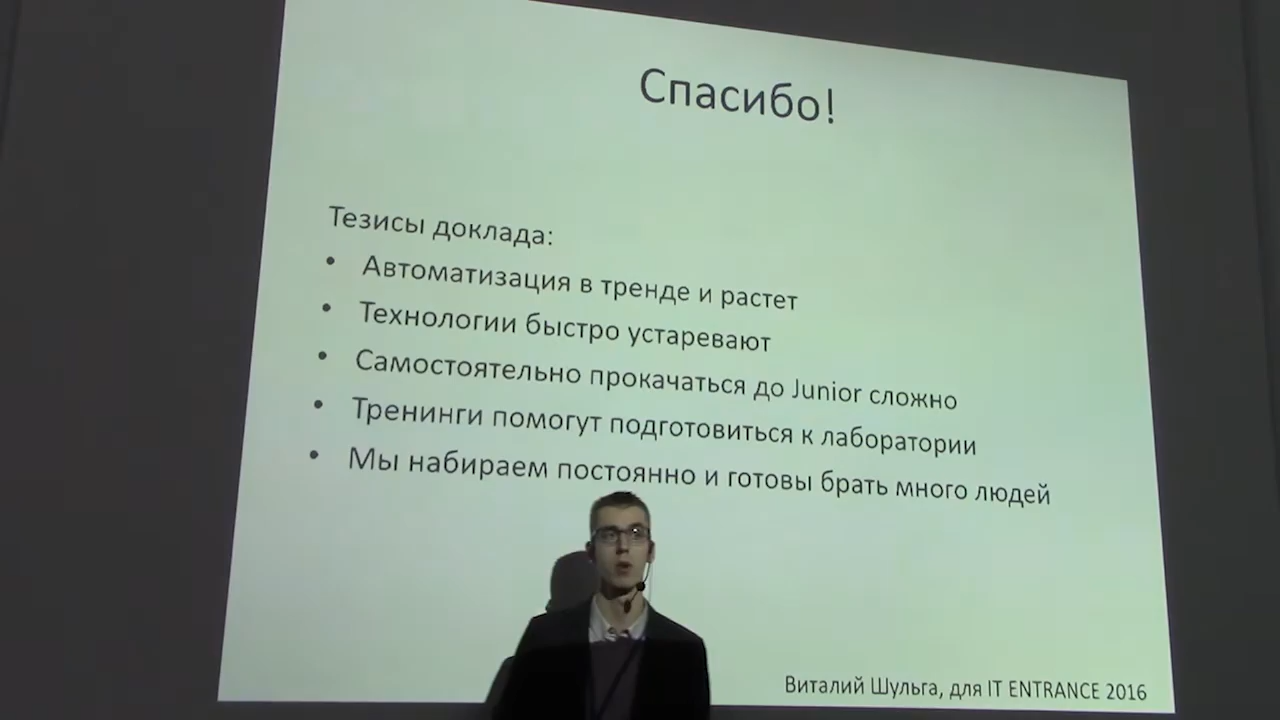 Спасибо!
Тезисы доклада:
• Автоматизация в тренде и растет
• Технологии быстро устаревают
• Самостоятельно прокачаться до Junior сложно
• Тренинги помогут подготовиться к лаборатории
• Мы набираем постоянно и готовы брать много людей
Виталий Шульга, для IT ENTRANCE 2016